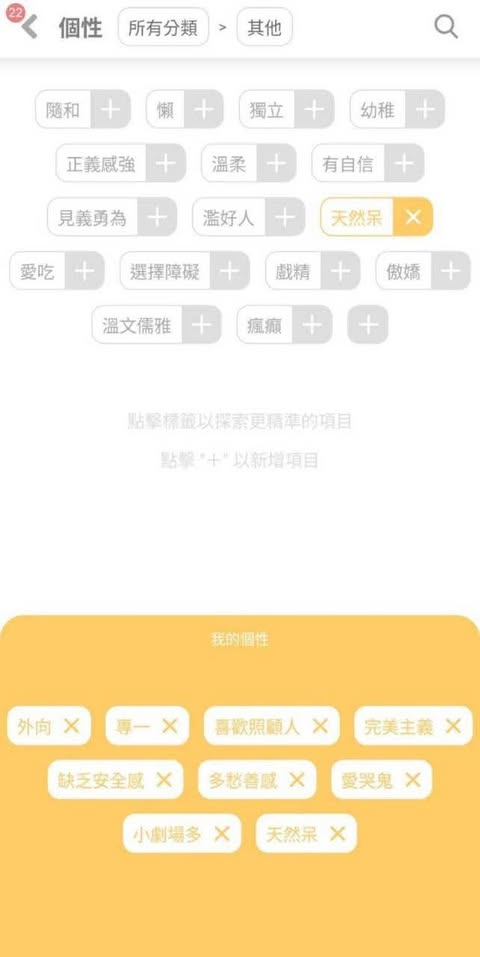 22
個性 所有分類 > 其他
隨和 懶 獨立 幼稚
正義感強 溫柔 有自信
見義勇為 濫好人 天然呆
愛吃 選擇障礙 戲精 傲嬌
溫文儒雅 瘋癲
點擊標籤以探索更精準的項目
點擊 "＋" 以新增項目
我的個性
外向 專一 喜歡照顧人 完美主義
缺乏安全感 多愁善感 愛哭鬼
小劇場多 天然呆